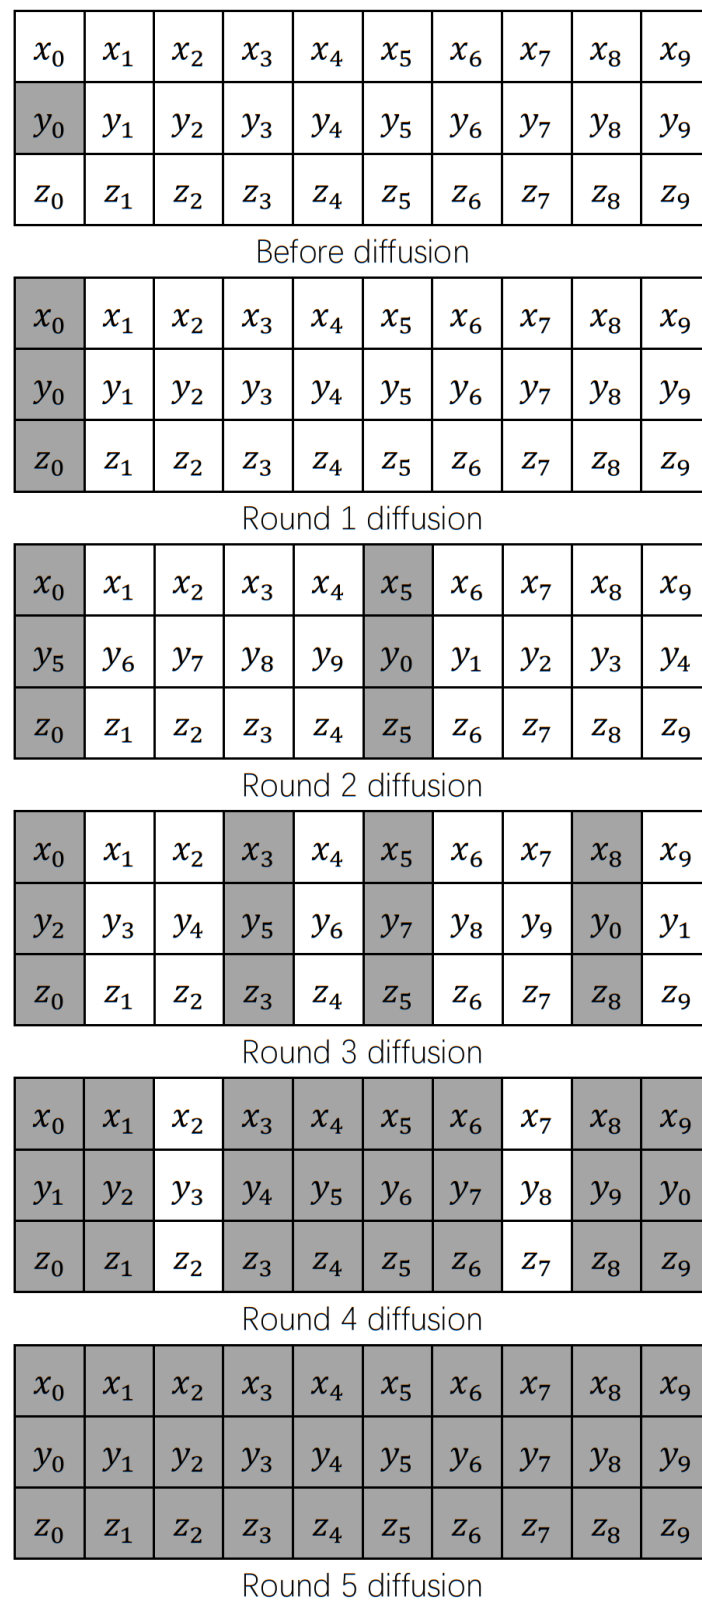 x₀ x₁ x₂ x₃ x₄ x₅ x₆ x₇ x₈ x₉
y₀ y₁ y₂ y₃ y₄ y₅ y₆ y₇ y�8 y₉
z₀ z₁ z₂ z₃ z₄ z₅ z₆ z₇ z₈ z₉
Before diffusion
x₀ x₁ x₂ x₃ x₄ x₅ x₆ x₇ x₈ x₉
y₀ y₁ y₂ y₃ y₄ y₅ y₆ y₇ y₈ y₉
z₀ z₁ z₂ z₃ z₄ z₅ z₆ z₇ z₈ z₉
Round 1 diffusion
x₀ x₁ x₂ x₃ x₄ x₅ x₆ x₇ x₈ x₉
y₅ y₆ y₇ y₈ y₉ y₀ y₁ y₂ y₃ y₄
z₀ z₁ z₂ z₃ z₄ z₅ z₆ z₇ z₈ z₉
Round 2 diffusion
x₀ x₁ x₂ x₃ x₄ x₅ x₆ x₇ x₈ x₉
y₂ y₃ y₄ y₅ y₆ y₇ y₈ y₉ y₀ y₁
z₀ z₁ z₂ z₃ z₄ z₅ z₆ z₇ z₈ z₉
Round 3 diffusion
x₀ x₁ x₂ x₃ x₄ x₅ x₆ x₇ x₈ x₉
y₁ y₂ y₃ y₄ y₅ y₆ y₇ y₈ y₉ y₀
z₀ z₁ z₂ z₃ z₄ z₅ z₆ z₇ z₈ z₉
Round 4 diffusion
x₀ x₁ x₂ x₃ x₄ x₅ x₆ x₇ x₈ x₉
y₀ y₁ y₂ y₃ y₄ y₅ y₆ y₇ y₈ y₉
z₀ z₁ z₂ z₃ z₄ z₅ z₆ z₇ z₈ z₉
Round 5 diffusion